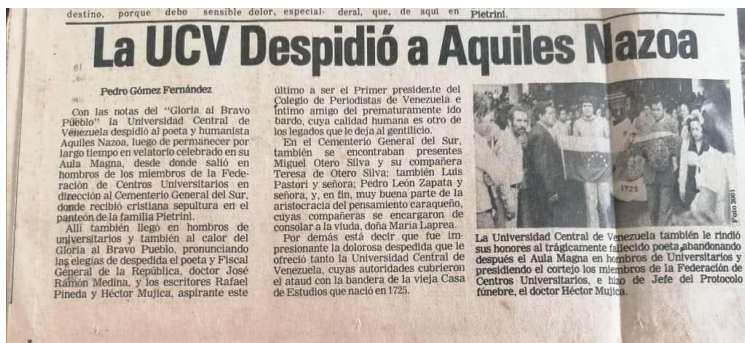 destino, porque debo sensible dolor, especial-
deral, que, de aquí en
Pietrini.
La UCV Despidió a Aquiles Nazoa
Pedro Gómez Fernández
Con las notas del "Gloria al Bravo
Pueblo" la Universidad Central de
Venezuela despidió al poeta y humanista
Aquiles Nazoa, luego de permanecer por
largo tiempo en velatorio celebrado en su
Aula Magna, desde donde salió en
hombros de los miembros de la Fede-
ración de Centros Universitarios en
dirección al Cementerio General del Sur,
donde recibió cristiana sepultura en el
panteón de la familia Pietrini.
Allí también llegó en hombros de
universitarios y también al calor del
Gloria al Bravo Pueblo, pronunciando
las elegías de despedida el poeta y Fiscal
General de la República, doctor José
Ramón Medina, y los escritores Rafael
Pineda y Héctor Mujica, aspirante este
último a ser el Primer presidente del
Colegio de Periodistas de Venezuela e
íntimo amigo del prematuramente ido
bardo, cuya calidad humana es otro de
los legados que le deja al gentilicio.
En el Cementerio General del Sur,
también se encontraban presentes
Miguel Otero Silva y su compañera
Teresa de Otero Silva; también Luis
Pastori y señora; Pedro León Zapata y
señora, y, en fin, muy buena parte de la
aristocracia del pensamiento caraqueño,
cuyas compañeras se encargaron de
consolar a la viuda, doña María Laprea.
Por demás está decir que fue im-
presionante la dolorosa despedida que le
ofreció tanto la Universidad Central de
Venezuela, cuyas autoridades cubrieron
el ataud con la bandera de la vieja Casa
de Estudios que nació en 1725.
1725
La Universidad Central de Venezuela también le rindió
sus honores al trágicamente fallecido poeta, abandonando
después el Aula Magna en hombros de Universitarios y
presidiendo el cortejo los miembros de la Federación de
Centros Universitarios, e hizo de Jefe del Protocolo
fúnebre, el doctor Héctor Mujica.